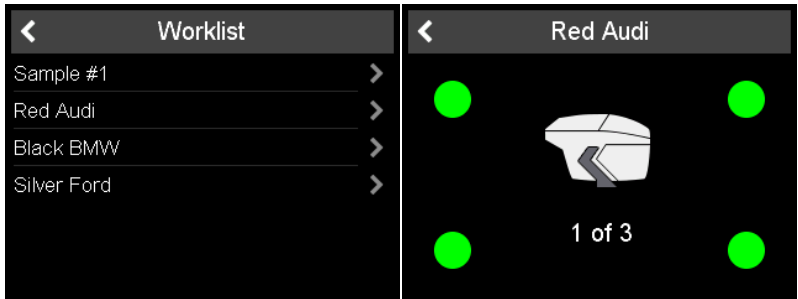 Worklist
Sample #1
Red Audi
Black BMW
Silver Ford
Red Audi
1 of 3